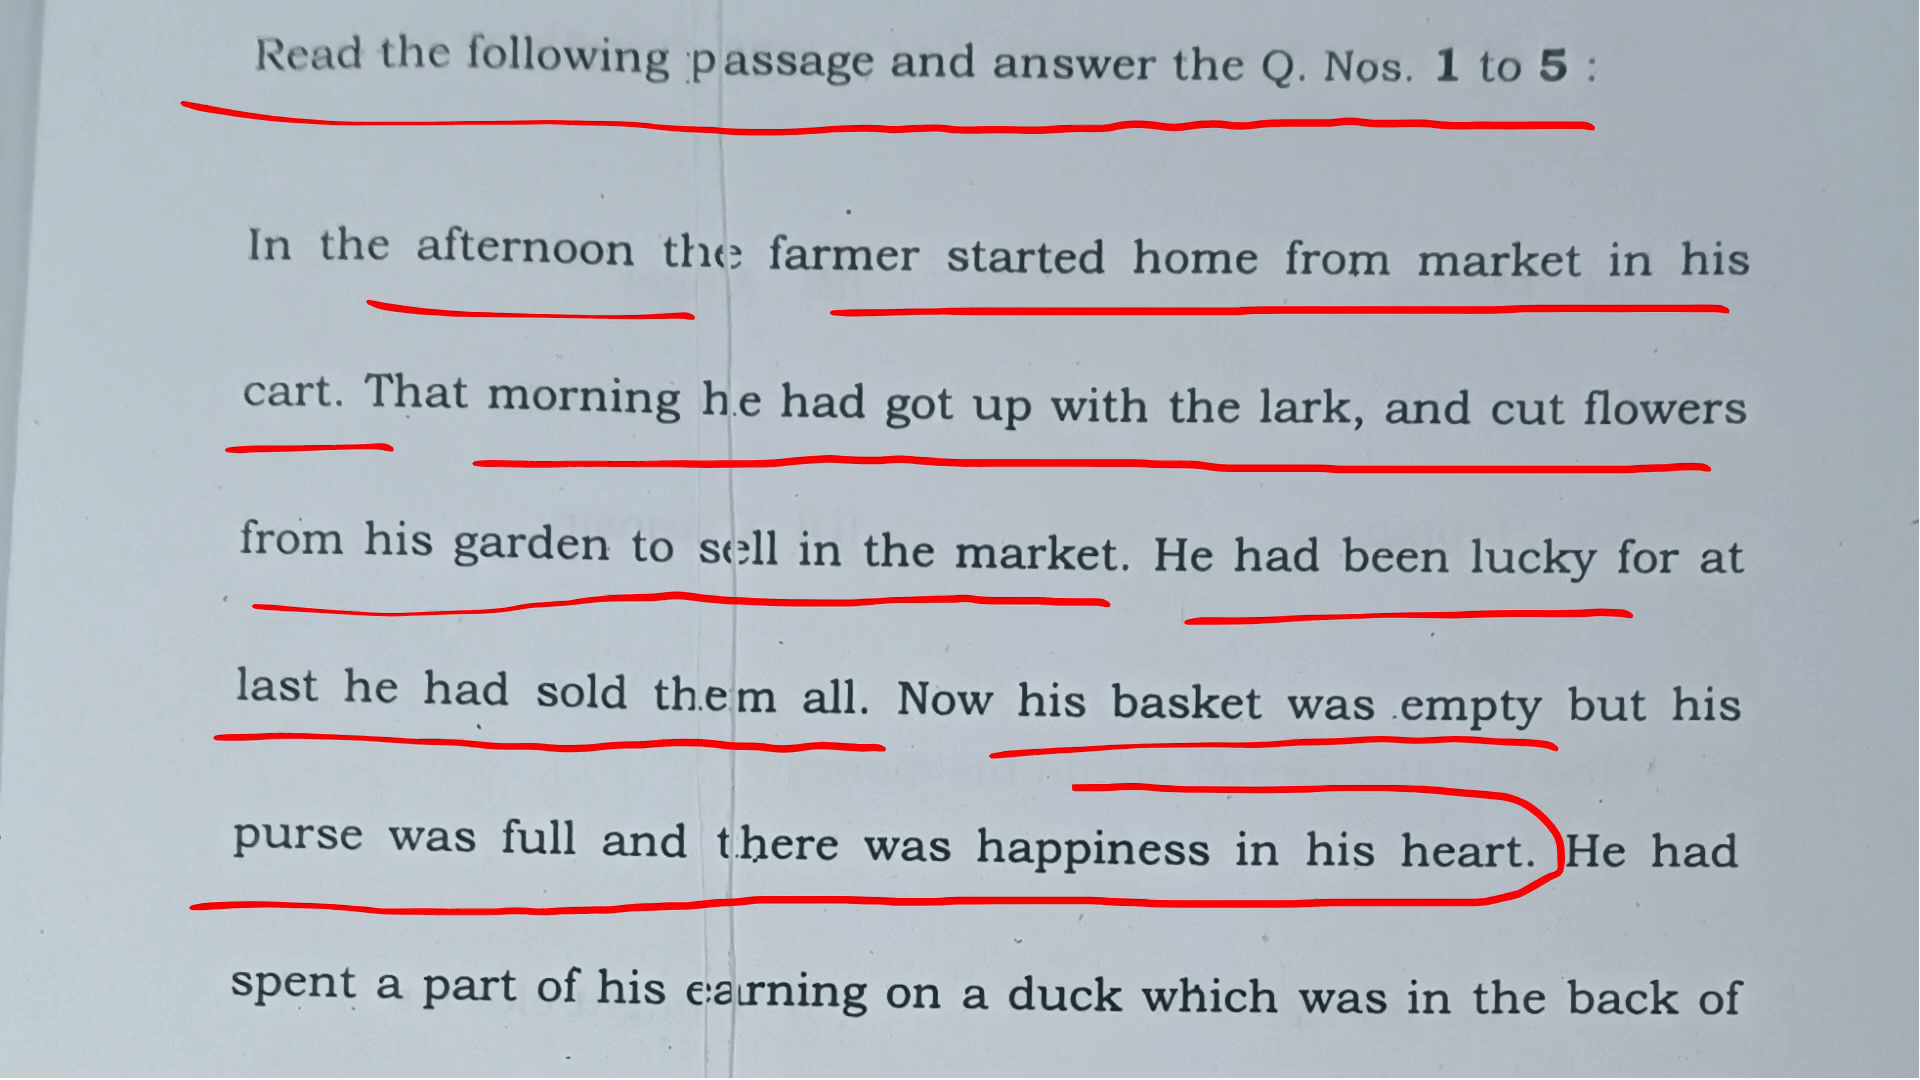 Read the following passage and answer the Q. Nos. 1 to 5 :
In the afternoon the farmer started home from market in his
cart. That morning he had got up with the lark, and cut flowers
from his garden to sell in the market. He had been lucky for at
last he had sold them all. Now his basket was empty but his
purse was full and there was happiness in his heart. He had
spent a part of his earning on a duck which was in the back of